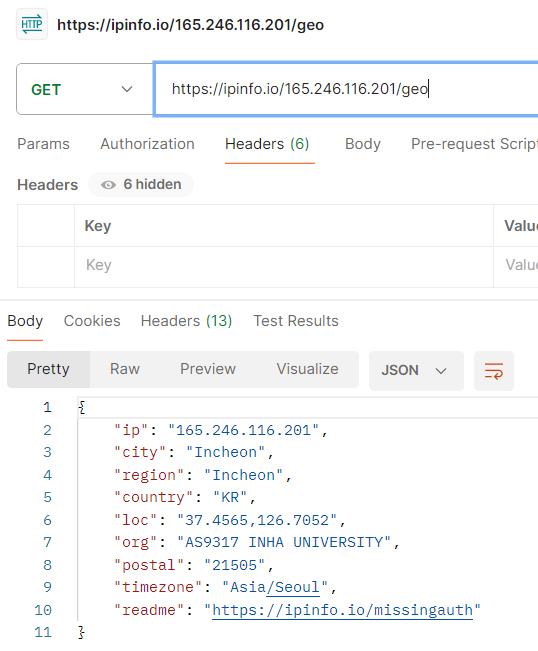 HTTP https://ipinfo.io/165.246.116.201/geo
GET https://ipinfo.io/165.246.116.201/geo
Params Authorization Headers (6) Body Pre-request Script
Headers 6 hidden
Key Valu
Key Valu
Body Cookies Headers (13) Test Results
Pretty Raw Preview Visualize JSON
1 {
2 "ip": "165.246.116.201",
3 "city": "Incheon",
4 "region": "Incheon",
5 "country": "KR",
6 "loc": "37.4565,126.7052",
7 "org": "AS9317 INHA UNIVERSITY",
8 "postal": "21505",
9 "timezone": "Asia/Seoul",
10 "readme": "https://ipinfo.io/missingauth"
11 }